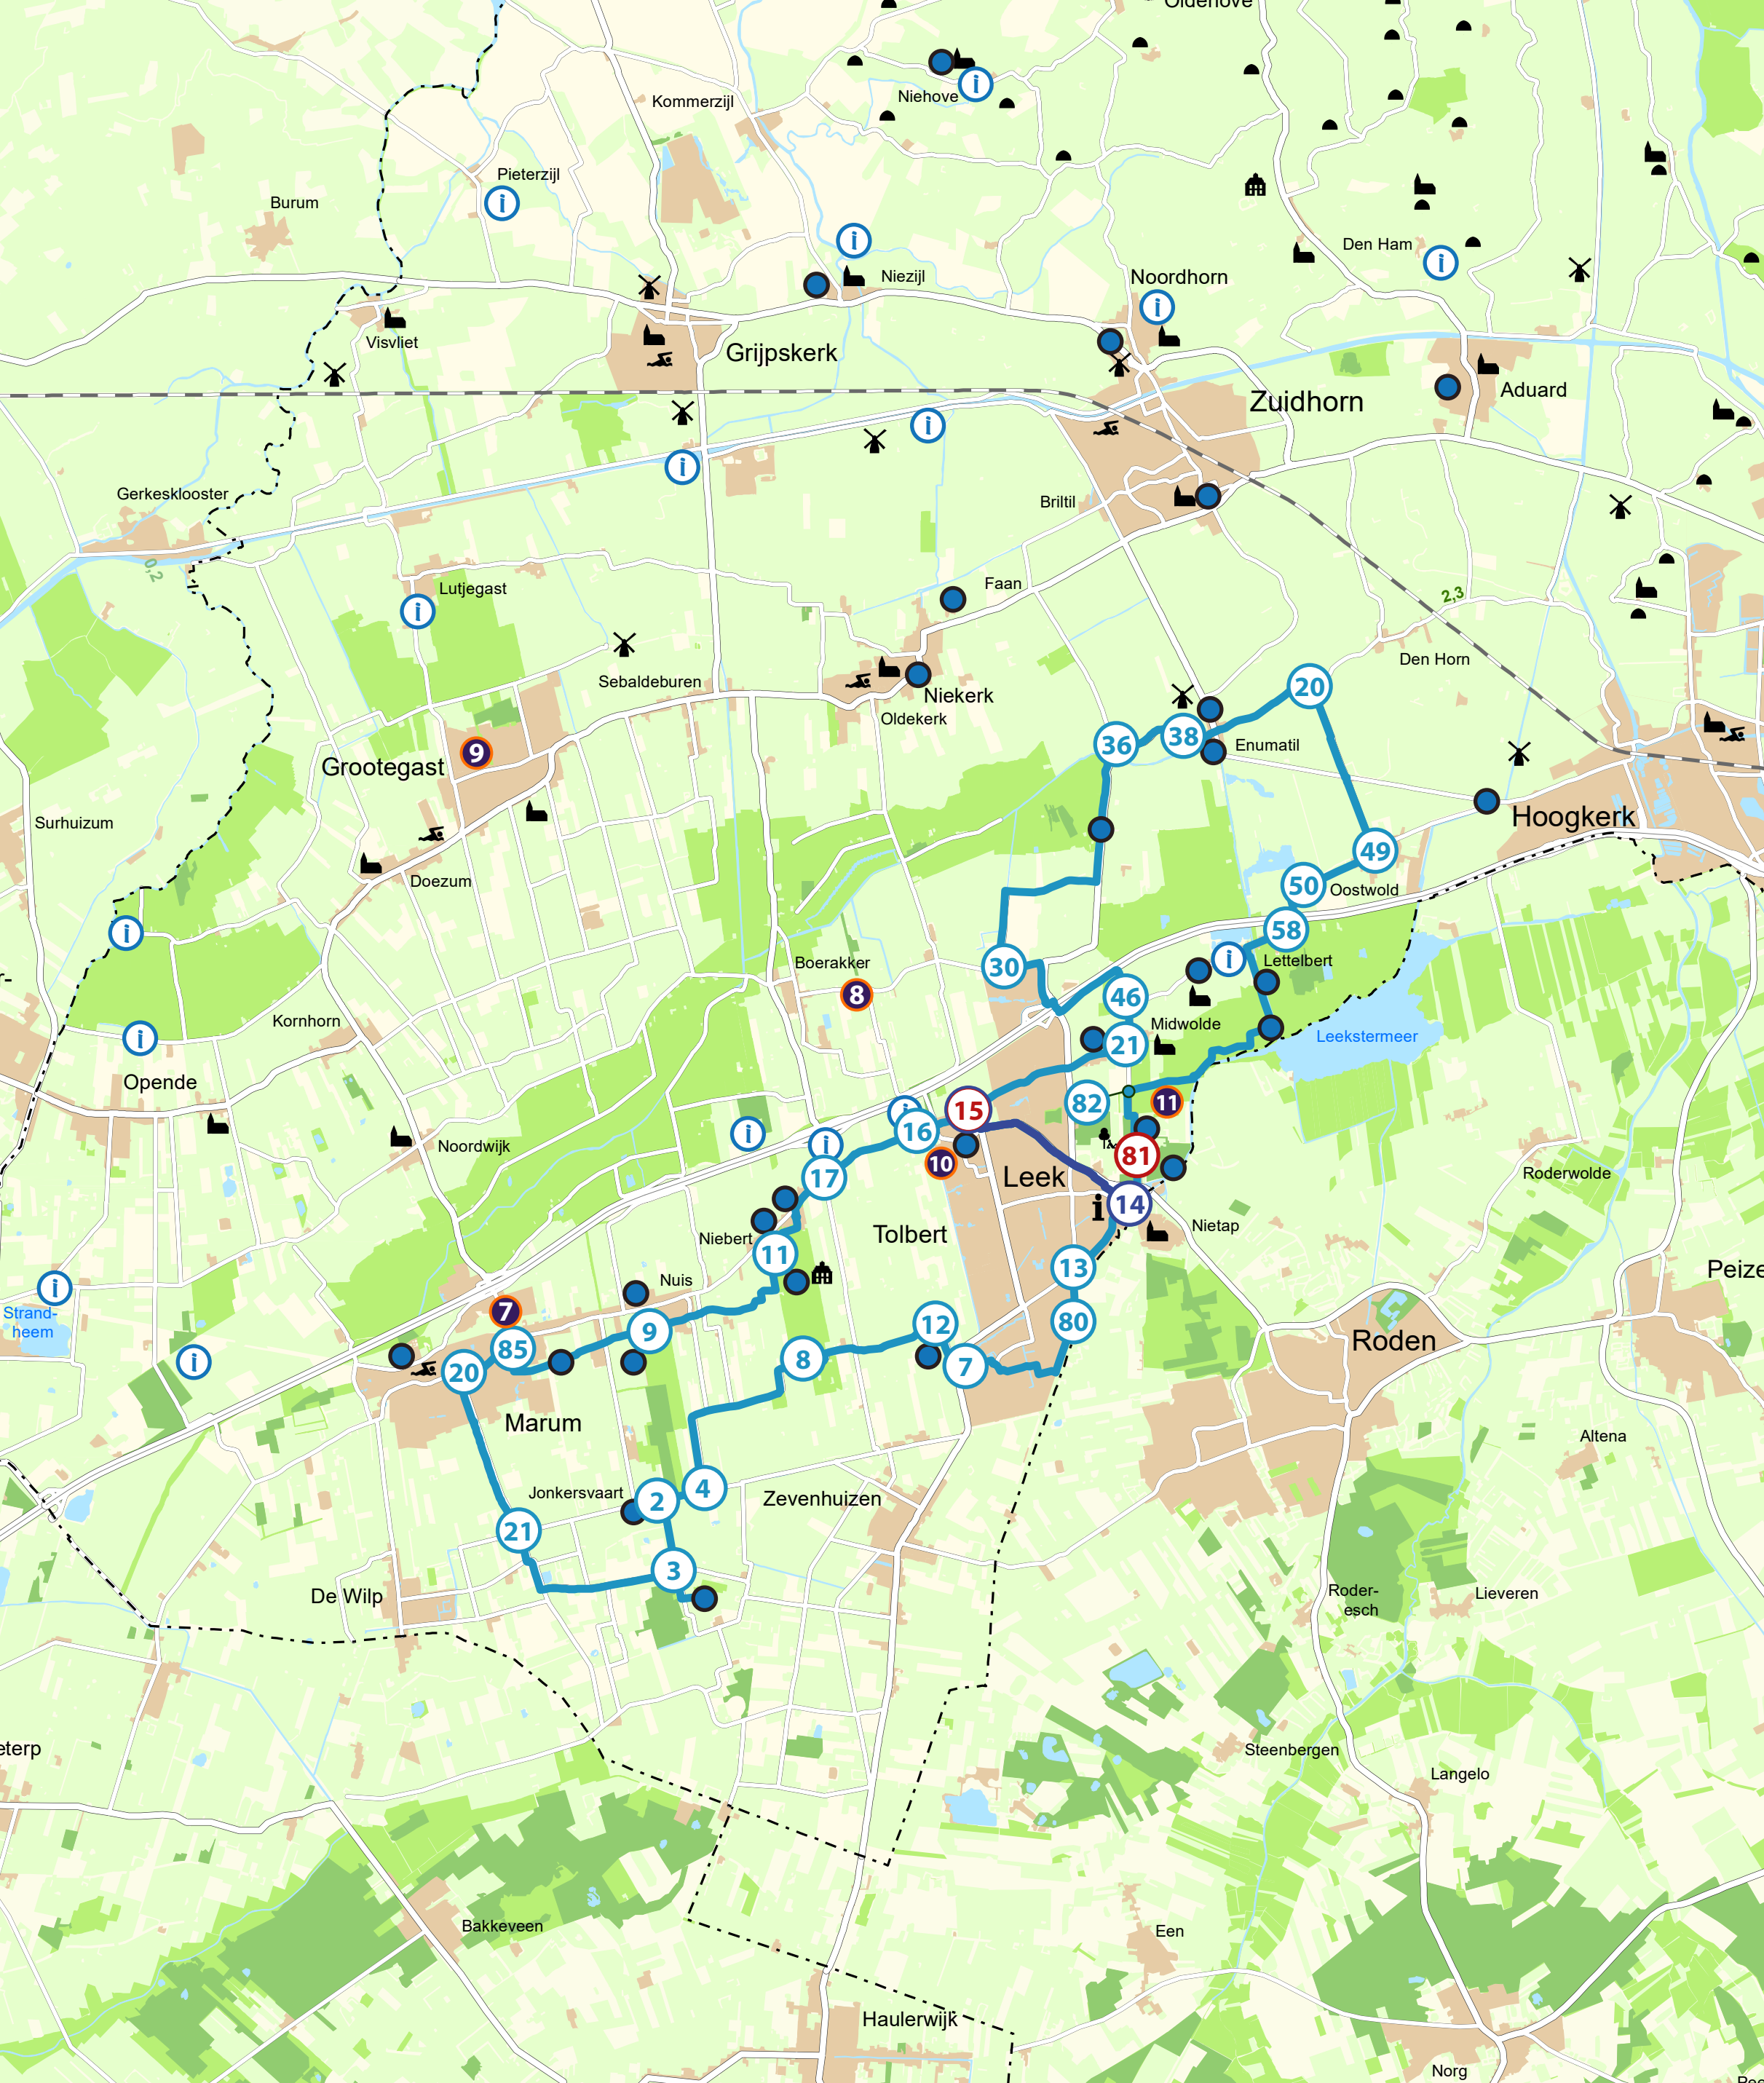 Oldehove
Kommerzijl
Niehove
i
Pieterzijl
i
Burum
i
Den Ham
i
Niezijl
Noordhorn
i
Visvliet
Grijpskerk
Aduard
Zuidhorn
i
i
Gerkesklooster
Briltil
0,2
Lutjegast
i
Faan
2,3
Den Horn
Sebaldeburen
Niekerk
Oldekerk
20
36
38
Enumatil
9
Grootegast
Hoogkerk
Surhuizum
49
Doezum
50
Oostwold
58
i
Boerakker
30
i
Lettelbert
8
46
Kornhorn
Midwolde
i
21
Leekstermeer
Opende
82
11
15
i
16
i
i
Noordwijk
81
10
17
Leek
Roderwolde
14
i
Nietap
Tolbert
Niebert
11
13
Peize
Nuis
i
Strand-
heem
7
12
80
9
Roden
85
8
i
20
7
Marum
Altena
4
Jonkersvaart
2
Zevenhuizen
21
3
De Wilp
Roder-
esch
Lieveren
eterp
Steenbergen
Langelo
Bakkeveen
Een
Haulerwijk
Norg